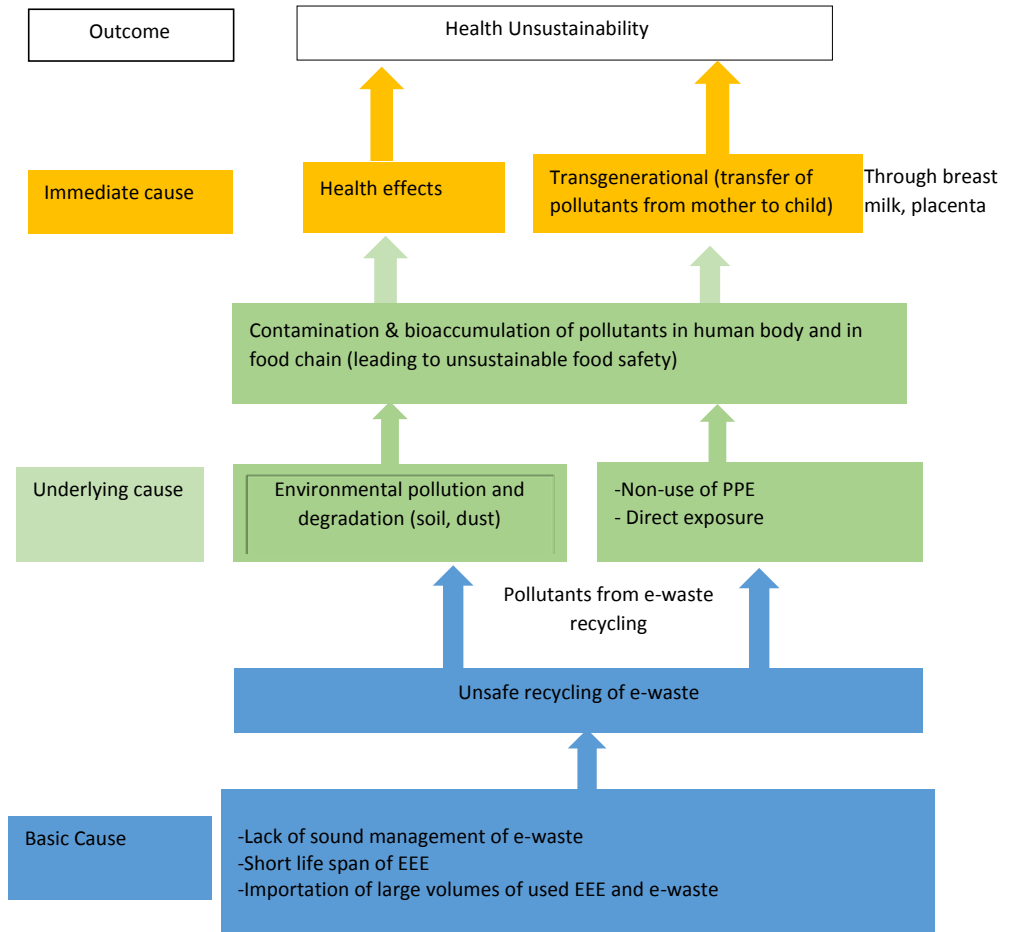 Outcome
Health Unsustainability
Immediate cause
Health effects
Transgenerational (transfer of
pollutants from mother to child)
Through breast
milk, placenta
Contamination & bioaccumulation of pollutants in human body and in
food chain (leading to unsustainable food safety)
Underlying cause
Environmental pollution and
degradation (soil, dust)
-Non-use of PPE
- Direct exposure
Pollutants from e-waste
recycling
Unsafe recycling of e-waste
Basic Cause
-Lack of sound management of e-waste
-Short life span of EEE
-Importation of large volumes of used EEE and e-waste